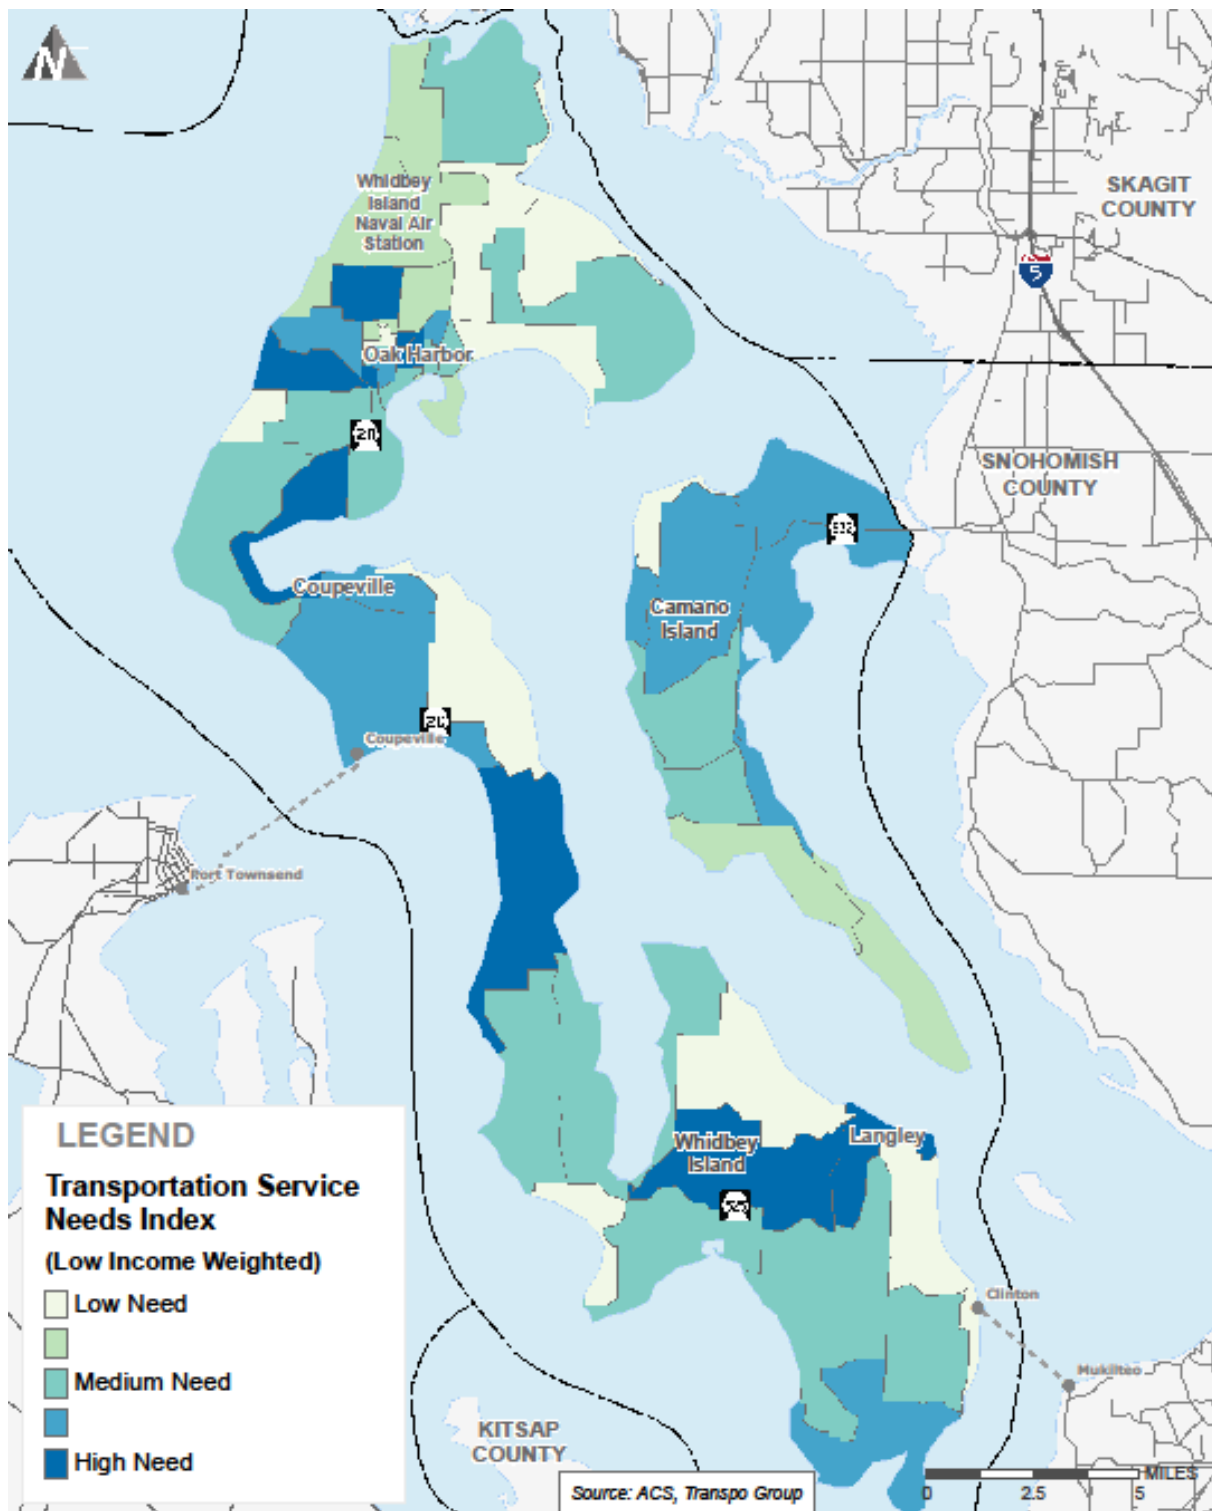 N
Whidbey
Island
Naval Air
Station
SKAGIT
COUNTY
5
Oak Harbor
20
SNOHOMISH
COUNTY
532
Coupeville
Camano
Island
20
Coupeville
Port Townsend
Whidbey
Island
Langley
525
Clinton
Mukilteo
KITSAP
COUNTY
LEGEND
Transportation Service
Needs Index
(Low Income Weighted)
Low Need
Medium Need
High Need
MILES
0 2.5 5
Source: ACS, Transpo Group